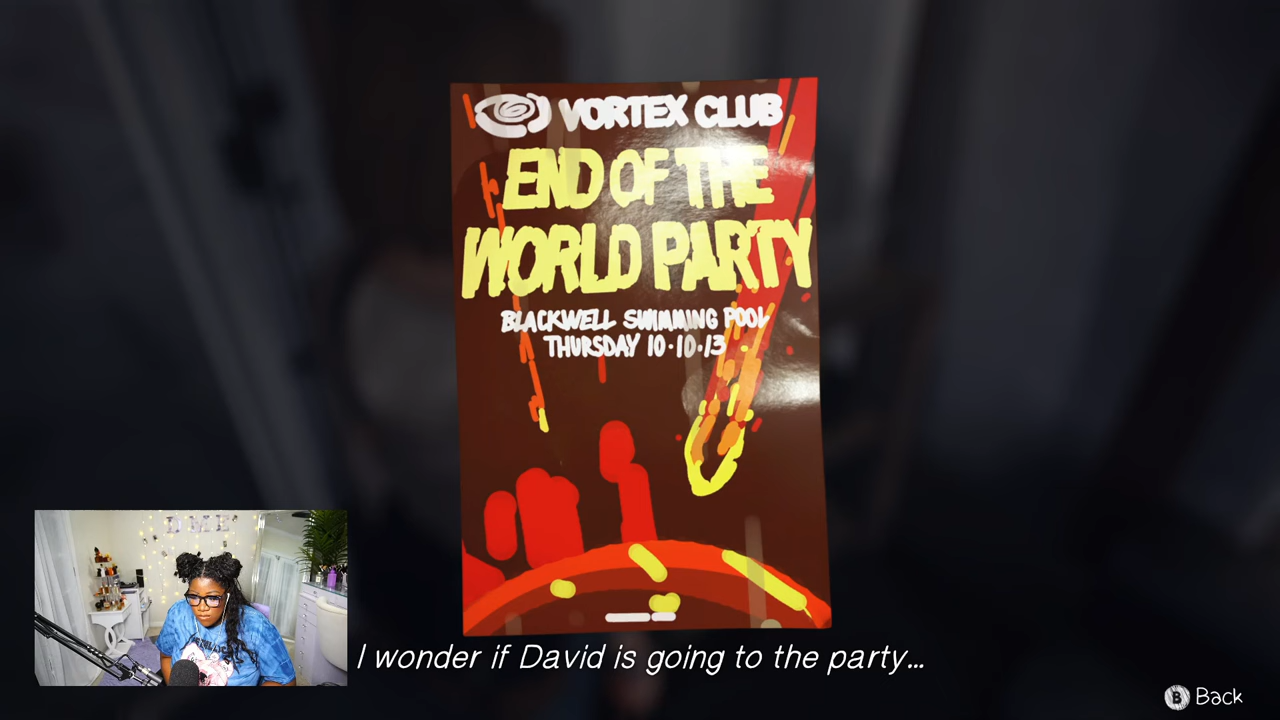 VORTEX CLUB
END OF THE
WORLD PARTY
BLACKWELL SWIMMING POOL
THURSDAY 10·10·13
I wonder if David is going to the party...
B Back